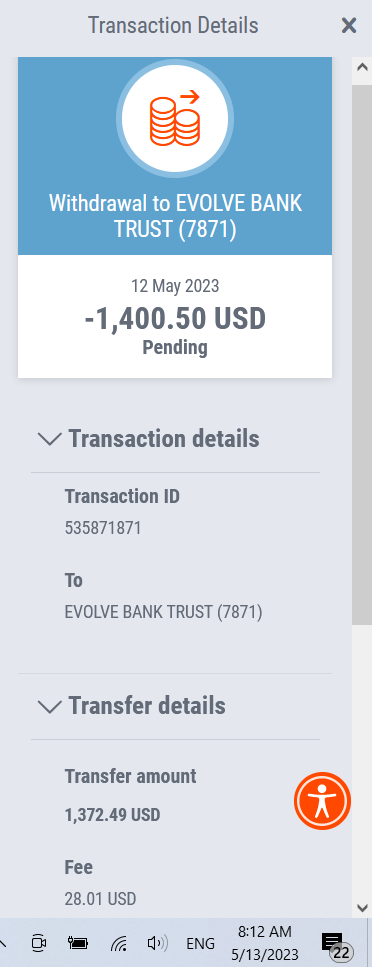 Transaction Details
Withdrawal to EVOLVE BANK
TRUST (7871)
12 May 2023
-1,400.50 USD
Pending
Transaction details
Transaction ID
535871871
To
EVOLVE BANK TRUST (7871)
Transfer details
Transfer amount
1,372.49 USD
Fee
28.01 USD
ENG
8:12 AM
5/13/2023
22